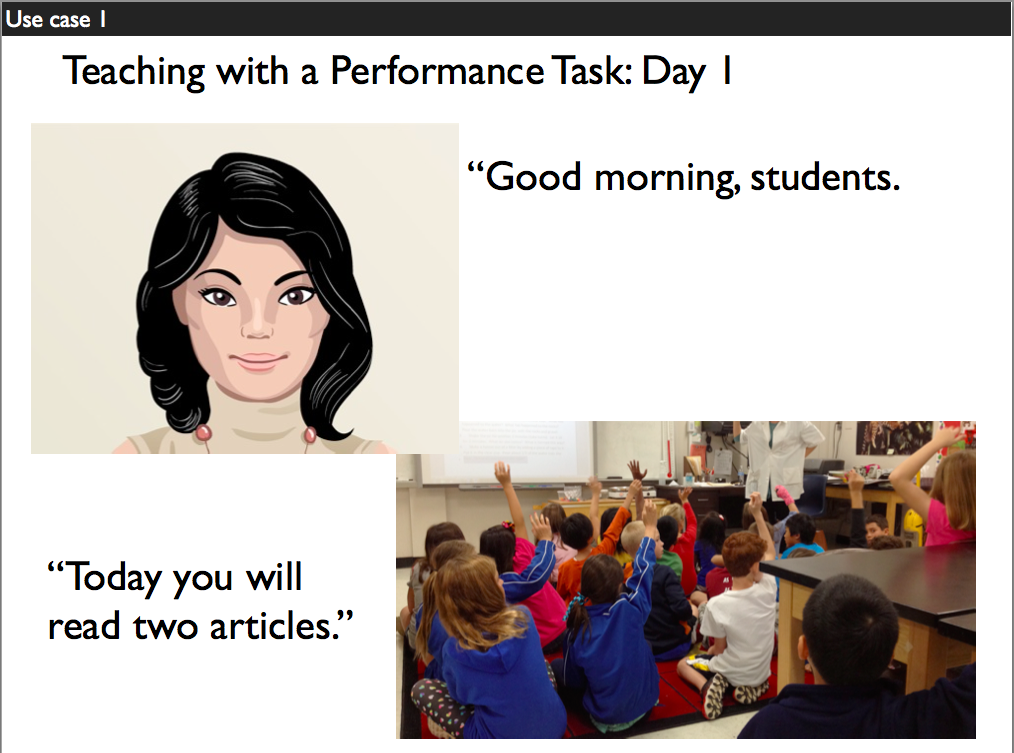 Use case 1
Teaching with a Performance Task: Day 1
“Good morning, students.
“Today you will
read two articles.”